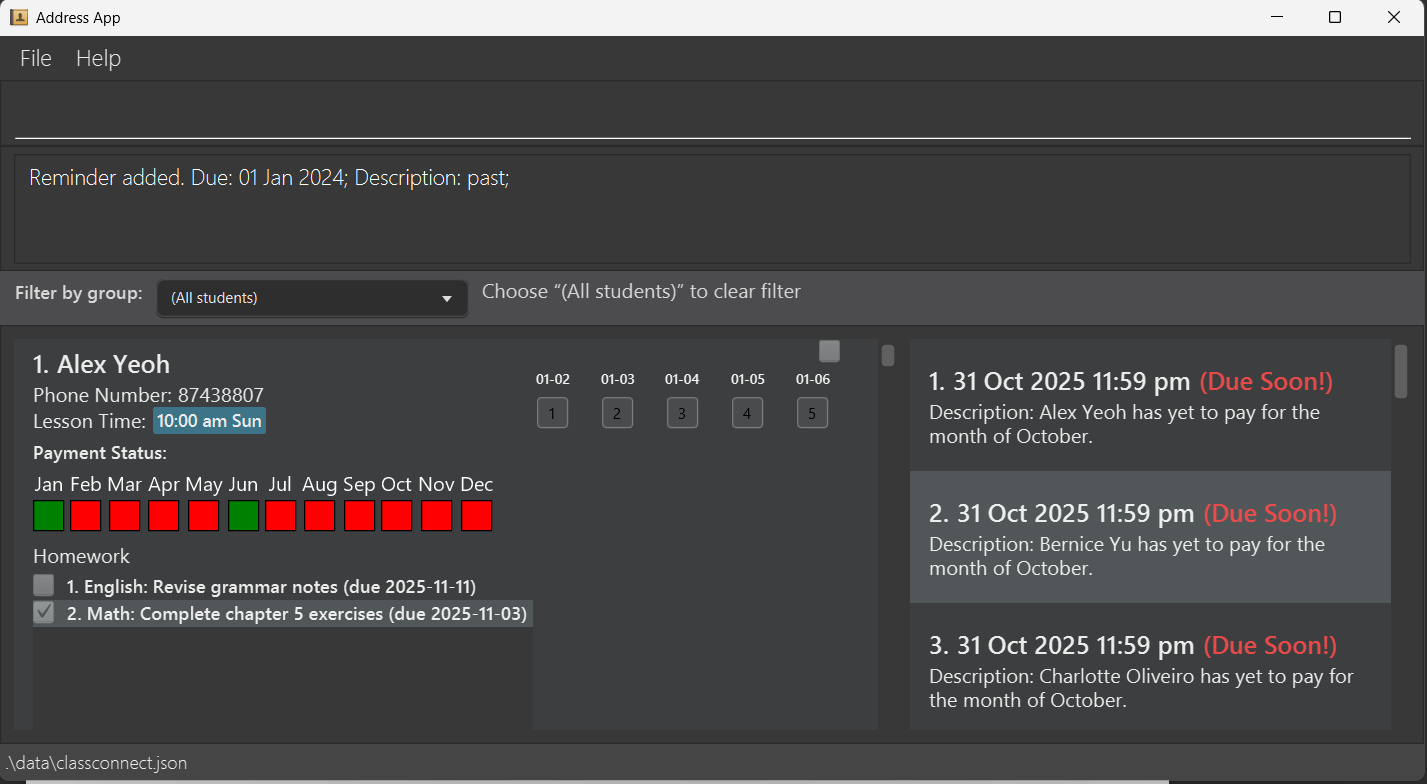 Address App
File Help
Reminder added. Due: 01 Jan 2024; Description: past;
Filter by group: (All students) Choose “(All students)” to clear filter
1. Alex Yeoh
Phone Number: 87438807
Lesson Time: 10:00 am Sun
Payment Status:
Jan Feb Mar Apr May Jun Jul Aug Sep Oct Nov Dec
Homework
1. English: Revise grammar notes (due 2025-11-11)
2. Math: Complete chapter 5 exercises (due 2025-11-03)
01-02 01-03 01-04 01-05 01-06
1 2 3 4 5
1. 31 Oct 2025 11:59 pm (Due Soon!)
Description: Alex Yeoh has yet to pay for the
month of October.
2. 31 Oct 2025 11:59 pm (Due Soon!)
Description: Bernice Yu has yet to pay for the
month of October.
3. 31 Oct 2025 11:59 pm (Due Soon!)
Description: Charlotte Oliveiro has yet to pay for
the month of October.
.\data\classconnect.json